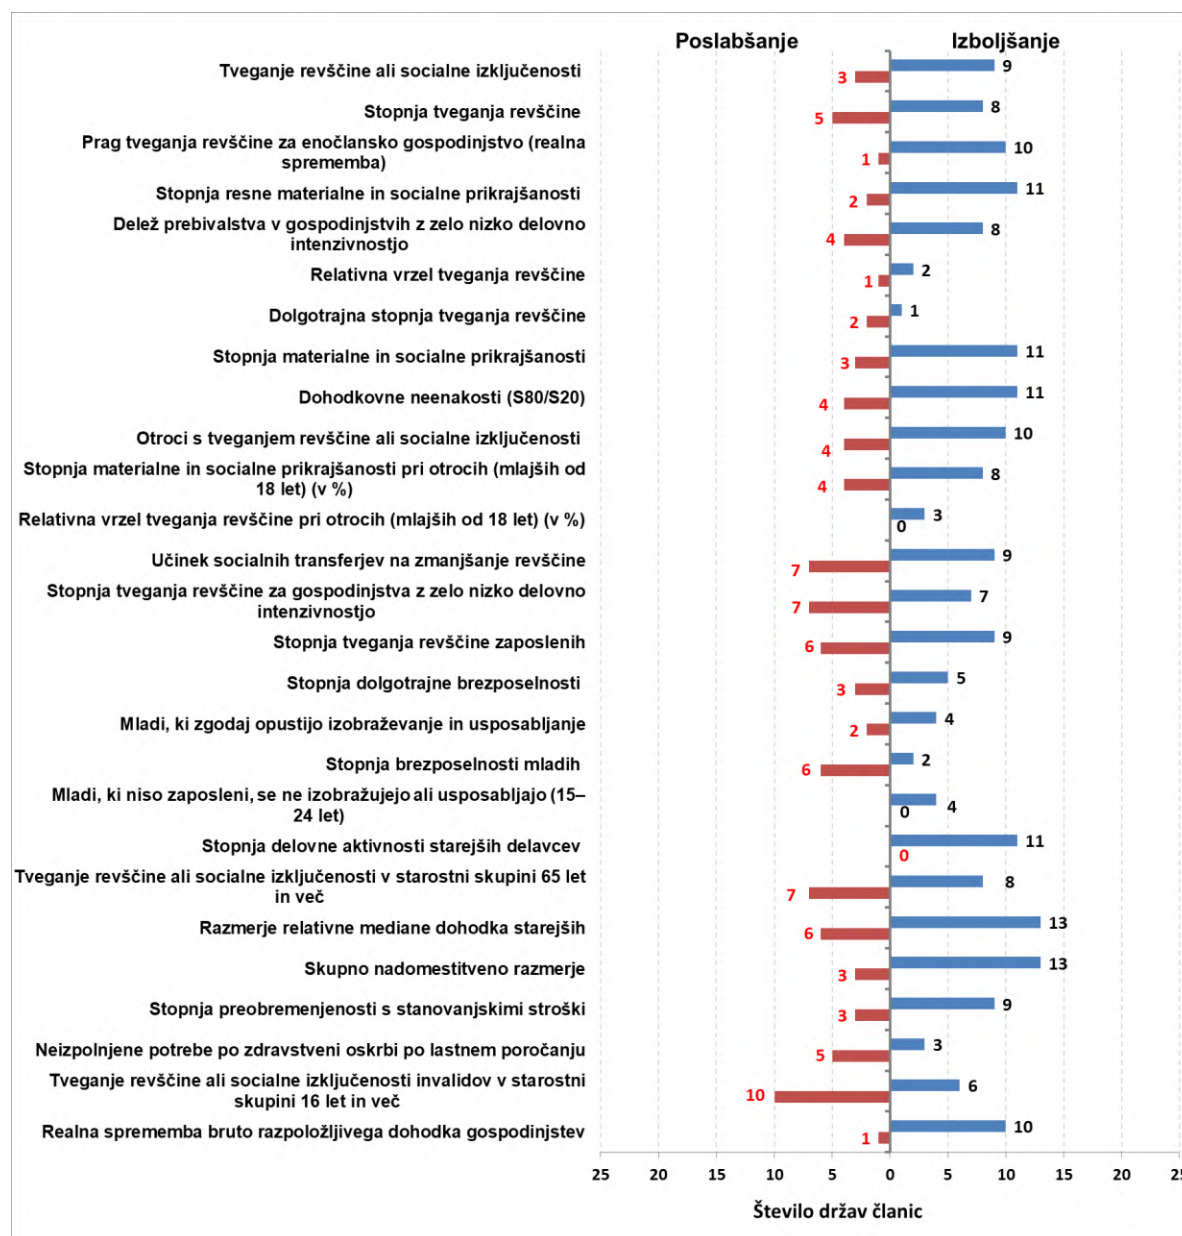 Poslabšanje Izboljšanje
Tveganje revščine ali socialne izključenosti 3 9
Stopnja tveganja revščine 5 8
Prag tveganja revščine za enočlansko gospodinjstvo (realna
sprememba) 1 10
Stopnja resne materialne in socialne prikrajšanosti 2 11
Delež prebivalstva v gospodinjstvih z zelo nizko delovno
intenzivnostjo 4 8
Relativna vrzel tveganja revščine 1 2
Dolgotrajna stopnja tveganja revščine 2 1
Stopnja materialne in socialne prikrajšanosti 3 11
Dohodkovne neenakosti (S80/S20) 4 11
Otroci s tveganjem revščine ali socialne izključenosti 4 10
Stopnja materialne in socialne prikrajšanosti pri otrocih (mlajših od
18 let) (v %) 4 8
Relativna vrzel tveganja revščine pri otrocih (mlajših od 18 let) (v %) 0 3
Učinek socialnih transferjev na zmanjšanje revščine 7 9
Stopnja tveganja revščine za gospodinjstva z zelo nizko delovno
intenzivnostjo 7 7
Stopnja tveganja revščine zaposlenih 6 9
Stopnja dolgotrajne brezposelnosti 3 5
Mladi, ki zgodaj opustijo izobraževanje in usposabljanje 2 4
Stopnja brezposelnosti mladih 6 2
Mladi, ki niso zaposleni, se ne izobražujejo ali usposabljajo (15–
24 let) 0 4
Stopnja delovne aktivnosti starejših delavcev 0 11
Tveganje revščine ali socialne izključenosti v starostni skupini 65 let
in več 7 8
Razmerje relativne mediane dohodka starejših 6 13
Skupno nadomestitveno razmerje 3 13
Stopnja preobremenjenosti s stanovanjskimi stroški 3 9
Neizpolnjene potrebe po zdravstveni oskrbi po lastnem poročanju 5 3
Tveganje revščine ali socialne izključenosti invalidov v starostni
skupini 16 let in več 10 6
Realna sprememba bruto razpoložljivega dohodka gospodinjstev 1 10
25 20 15 10 5 0 5 10 15 20 25
Število držav članic